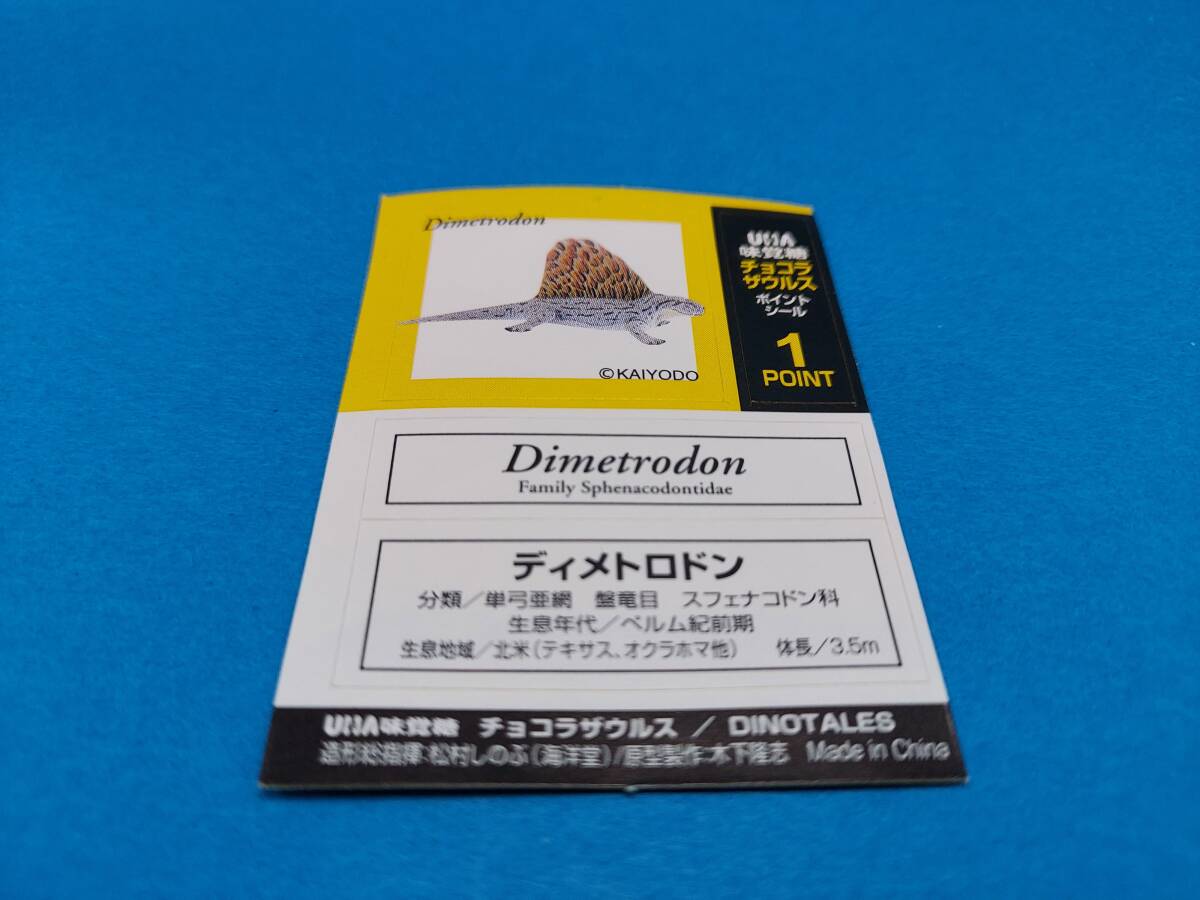 Dimetrodon
©KAIYODO
UHA
味覚糖
チョコラ
ザウルス
ポイント
シール
1
POINT
Dimetrodon
Family Sphenacodontidae
ディメトロドン
分類／単弓亜網 盤竜目 スフェナコドン科
生息年代／ペルム紀前期
生息地域／北米(テキサス、オクラホマ他) 体長／3.5m
UHA味覚糖 チョコラザウルス / DINOTALES
造形総指揮:松村しのぶ(海洋堂)/原型製作:木下隆志 Made in China